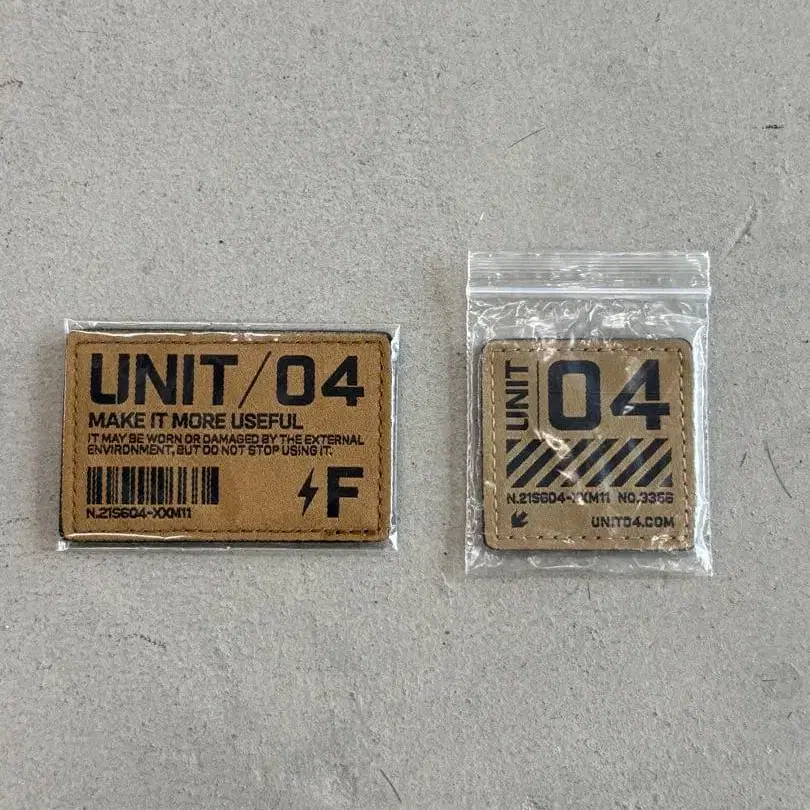 UNIT/04
MAKE IT MORE USEFUL
IT MAY BE WORN OR DAMAGED BY THE EXTERNAL
ENVIRONMENT, BUT DO NOT STOP USING IT.
N.21S604-XXM11
F
UNIT
04
N.21S604-XXM11 NO.3356
UNIT04.COM